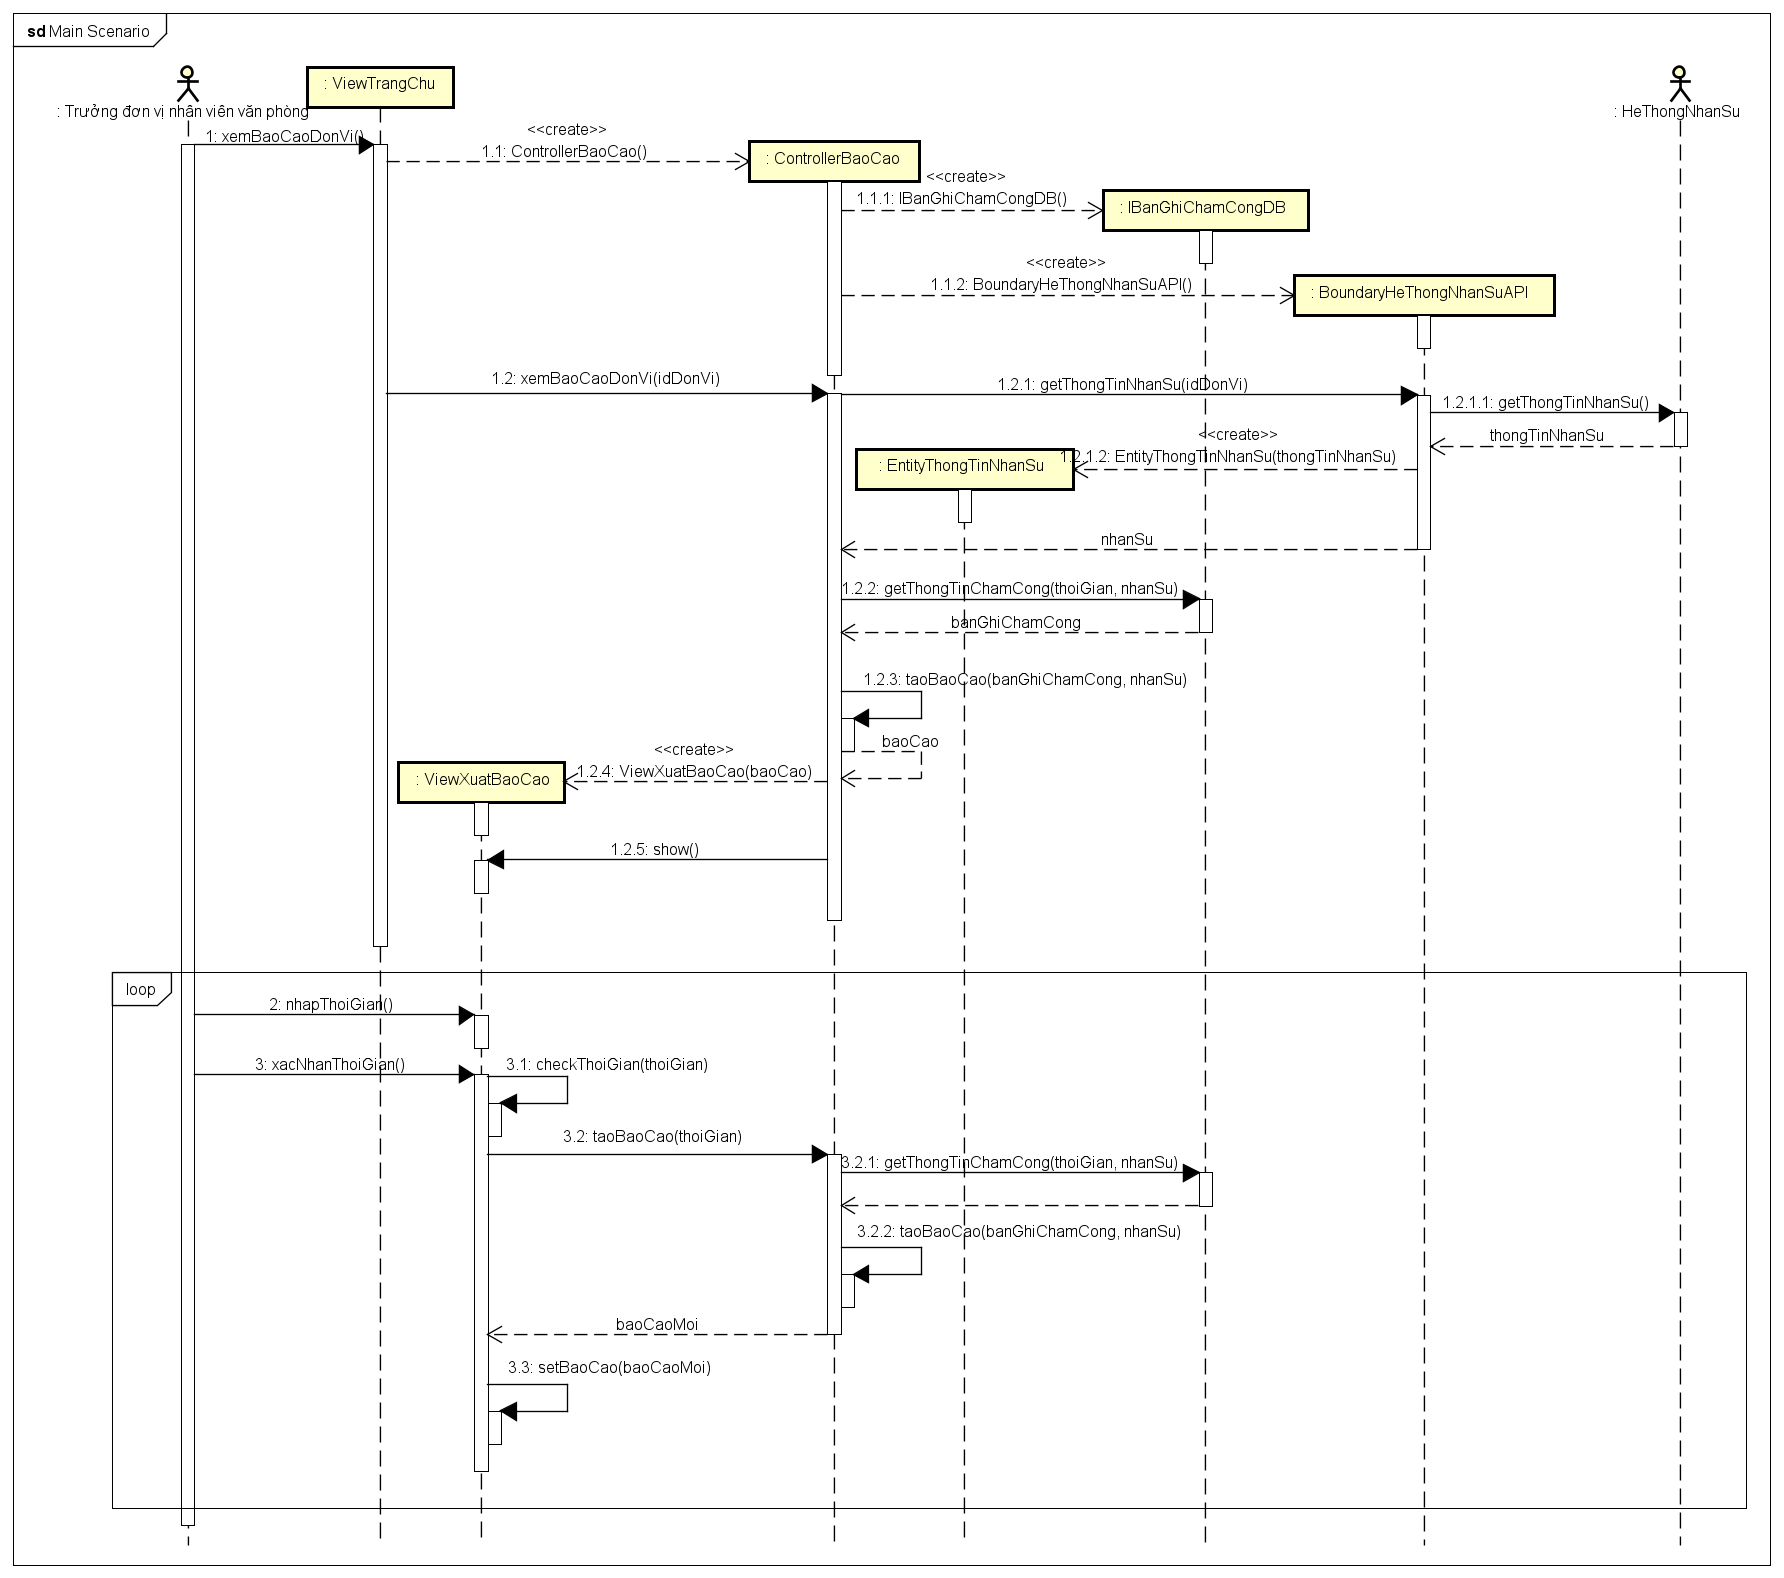 sd Main Scenario
: Trưởng đơn vị nhân viên văn phòng
: ViewTrangChu
: HeThongNhanSu
1: xemBaoCaoDonVi()
<<create>>
1.1: ControllerBaoCao()
: ControllerBaoCao
<<create>>
1.1.1: IBanGhiChamCongDB()
: IBanGhiChamCongDB
<<create>>
1.1.2: BoundaryHeThongNhanSuAPI()
: BoundaryHeThongNhanSuAPI
1.2: xemBaoCaoDonVi(idDonVi)
1.2.1: getThongTinNhanSu(idDonVi)
1.2.1.1: getThongTinNhanSu()
thongTinNhanSu
<<create>>
1.2.1.2: EntityThongTinNhanSu(thongTinNhanSu)
: EntityThongTinNhanSu
nhanSu
1.2.2: getThongTinChamCong(thoiGian, nhanSu)
banGhiChamCong
1.2.3: taoBaoCao(banGhiChamCong, nhanSu)
baoCao
<<create>>
1.2.4: ViewXuatBaoCao(baoCao)
: ViewXuatBaoCao
1.2.5: show()
loop
2: nhapThoiGian()
3: xacNhanThoiGian()
3.1: checkThoiGian(thoiGian)
3.2: taoBaoCao(thoiGian)
3.2.1: getThongTinChamCong(thoiGian, nhanSu)
3.2.2: taoBaoCao(banGhiChamCong, nhanSu)
baoCaoMoi
3.3: setBaoCao(baoCaoMoi)